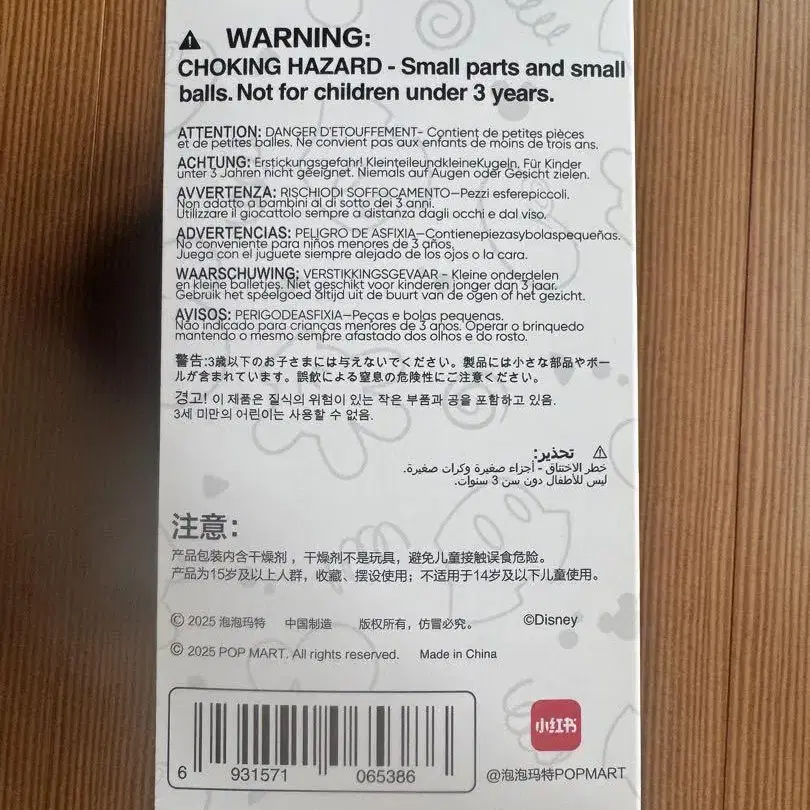 ⚠ WARNING:
CHOKING HAZARD - Small parts and small
balls. Not for children under 3 years.
ATTENTION: DANGER D'ETOUFFEMENT- Contient de petites pièces
et de petites balles. Ne convient pas aux enfants de moins de trois ans.
ACHTUNG: Erstickungsgefahr! KleinteileundkleineKugeln. Für Kinder
unter 3 Jahren nicht geeignet. Niemals auf Augen oder Gesicht zielen.
AVVERTENZA: RISCHIODI SOFFOCAMENTO—Pezzi esferepiccoli.
Non adatto a bambini al di sotto dei 3 anni.
Utilizzare il giocattolo sempre a distanza dagli occhi e dal viso.
ADVERTENCIAS: PELIGRO DE ASFIXIA—Contienepiezasybolaspequeñas.
No conveniente para niños menores de 3 años.
Juega con el juguete siempre alejado de los ojos o la cara.
WAARSCHUWING: VERSTIKKINGSGEVAAR - Kleine onderdelen
en kleine balletjes. Niet geschikt voor kinderen jonger dan 3 jaar.
Gebruik het speelgoed altijd uit de buurt van de ogen of het gezicht.
AVISOS: PERIGODEASFIXIA—Peças e bolas pequenas.
Não indicado para crianças menores de 3 anos. Operar o brinquedo
mantendo o mesmo sempre afastado dos olhos e do rosto.
警告:3歳以下のお子さまには与えないでください。製品には小さな部品やボー
ルが含まれています。誤飲による窒息の危険性にご注意ください。
경고! 이 제품은 질식의 위험이 있는 작은 부품과 공을 포함하고 있음.
3세 미만의 어린이는 사용할 수 없음.
⚠ تحذير:
خطر الاختناق - أجزاء صغيرة وكرات صغيرة.
ليس للأطفال دون سن 3 سنوات.
注意:
产品包装内含干燥剂，干燥剂不是玩具，避免儿童接触误食危险。
产品为15岁及以上人群，收藏、摆设使用；不适用于14岁及以下儿童使用。
© 2025 泡泡玛特 中国制造 版权所有，仿冒必究。 ©Disney
© 2025 POP MART. All rights reserved. Made in China
小红书
6 931571 065386
@泡泡玛特POPMART